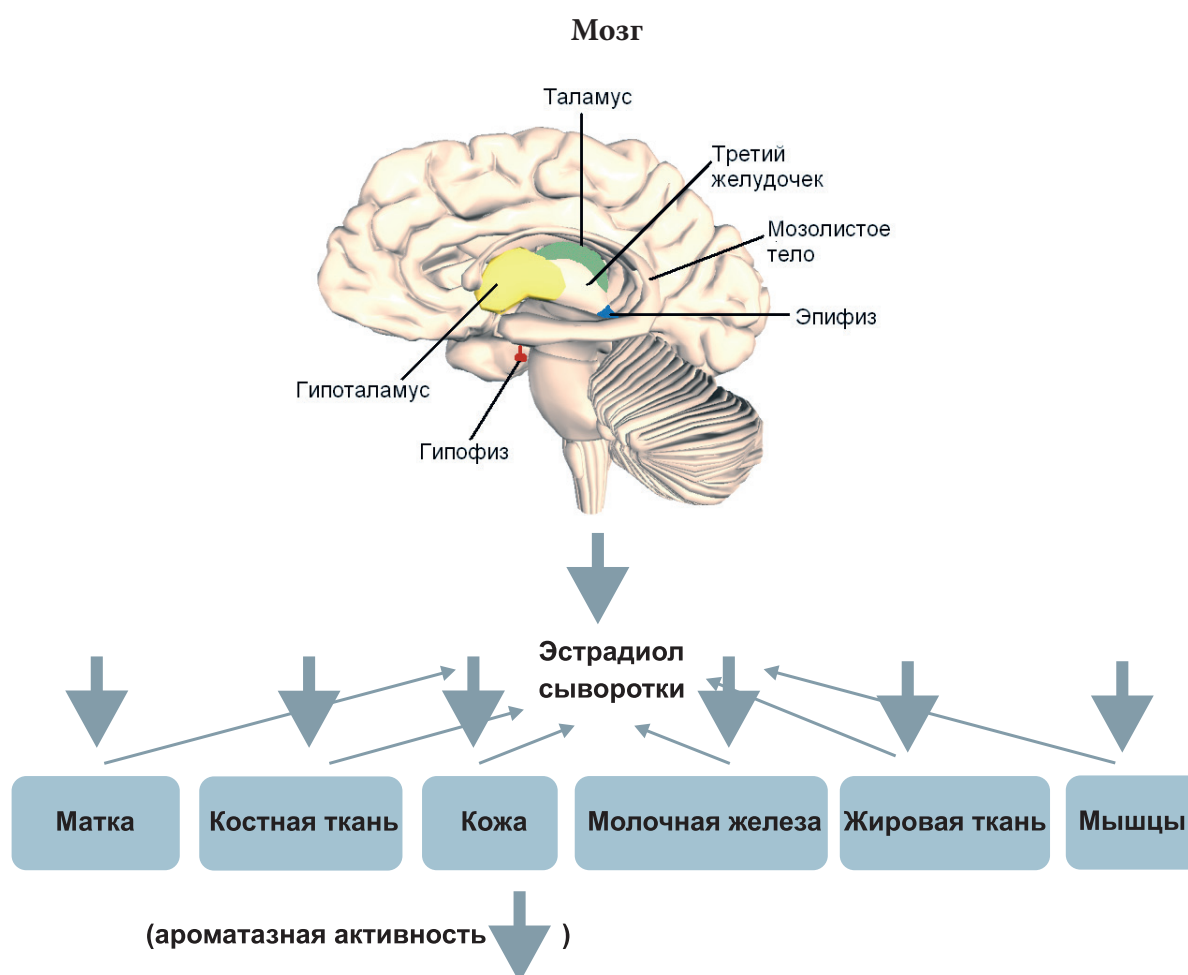 Мозг
Таламус
Третий
желудочек
Мозолистое
тело
Эпифиз
Гипоталамус
Гипофиз
Эстрадиол
сыворотки
Матка
Костная ткань
Кожа
Молочная железа
Жировая ткань
Мышцы
(ароматазная активность )